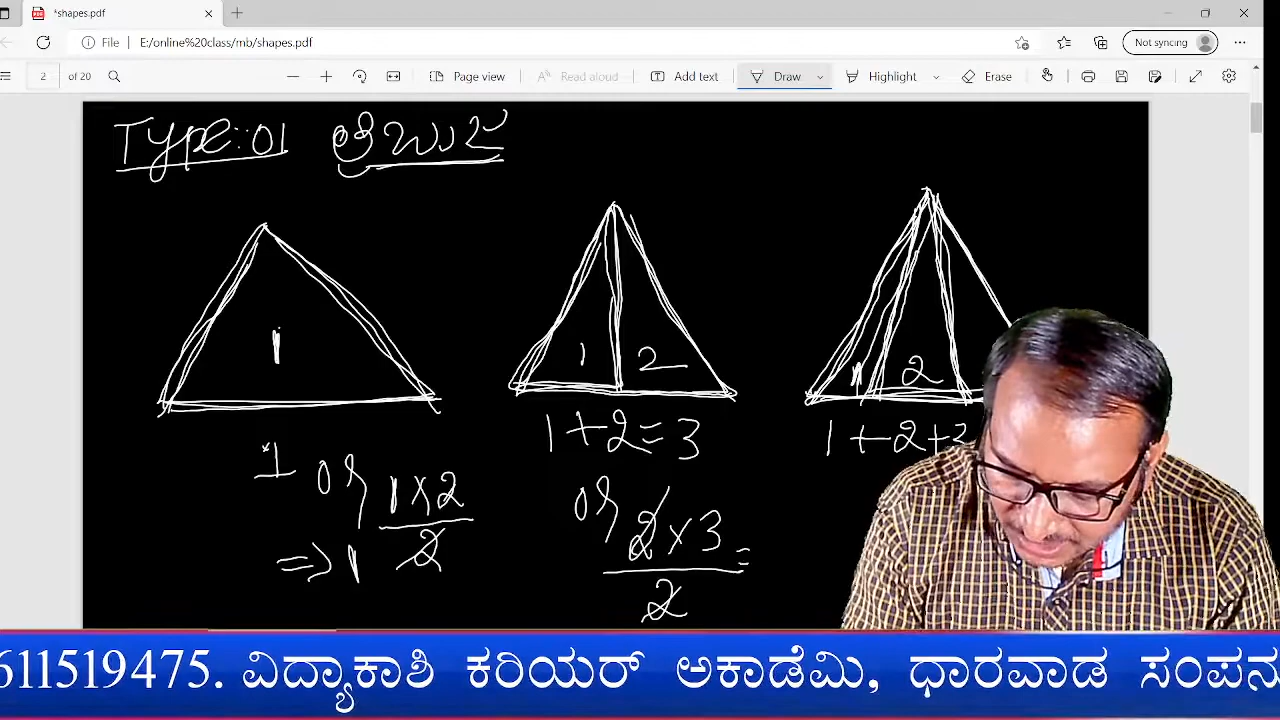 *shapes.pdf
File E:/online%20class/mb/shapes.pdf Not syncing
2 of 20 Page view Read aloud Add text Draw Highlight Erase
Type:01 ತ್ರಿಭುಜ
1
1 2
1 2
1+2=3
1+2+3
1 or 1×2/2
=>1
or 2×3/2 =
611519475. ವಿದ್ಯಾಕಾಶಿ ಕರಿಯರ್ ಅಕಾಡೆಮಿ, ಧಾರವಾಡ ಸಂಪನ